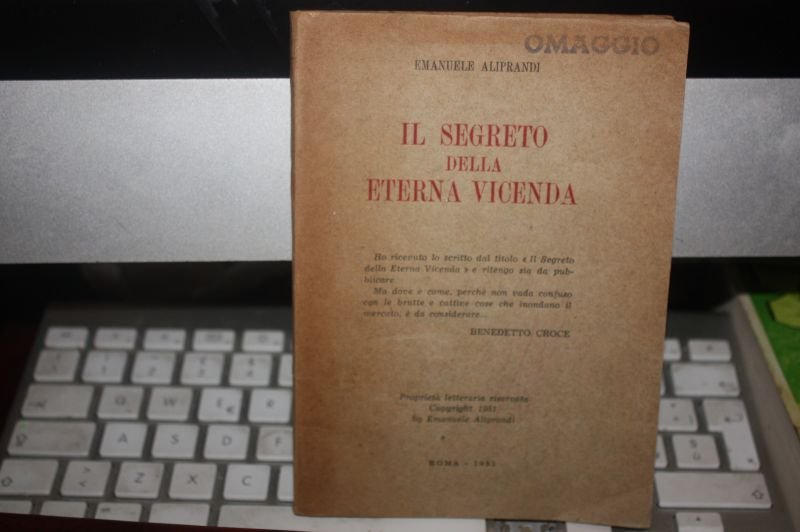 OMAGGIO
EMANUELE ALIPRANDI
IL SEGRETO
DELLA
ETERNA VICENDA
Ho ricevuto lo scritto dal titolo « Il Segreto
della Eterna Vicenda » e ritengo sia da pub-
blicare.
Ma dove e come, perchè non vada confuso
con le brutte e cattive cose che inondano il
mercato, è da considerare...
BENEDETTO CROCE
Proprietà letteraria riservata
Copyright 1951
by Emanuele Aliprandi
ROMA - 1951
Q W E R
A S D F
Z X C